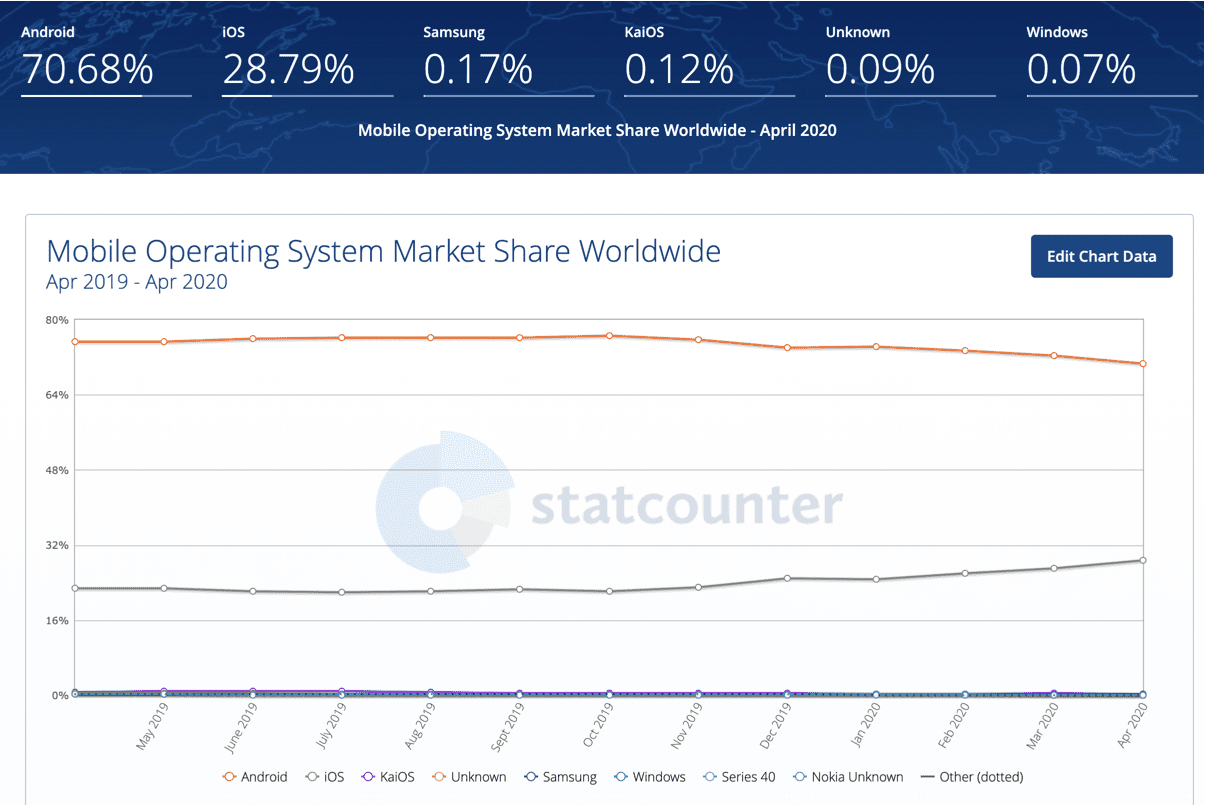 Android iOS Samsung KaiOS Unknown Windows
70.68% 28.79% 0.17% 0.12% 0.09% 0.07%
Mobile Operating System Market Share Worldwide - April 2020
Mobile Operating System Market Share Worldwide
Edit Chart Data
Apr 2019 - Apr 2020
80%
64%
48%
statcounter
32%
16%
0%
May 2019 June 2019 July 2019 Aug 2019 Sept 2019 Oct 2019 Nov 2019 Dec 2019 Jan 2020 Feb 2020 Mar 2020 Apr 2020
Android iOS KaiOS Unknown Samsung Windows Series 40 Nokia Unknown Other (dotted)